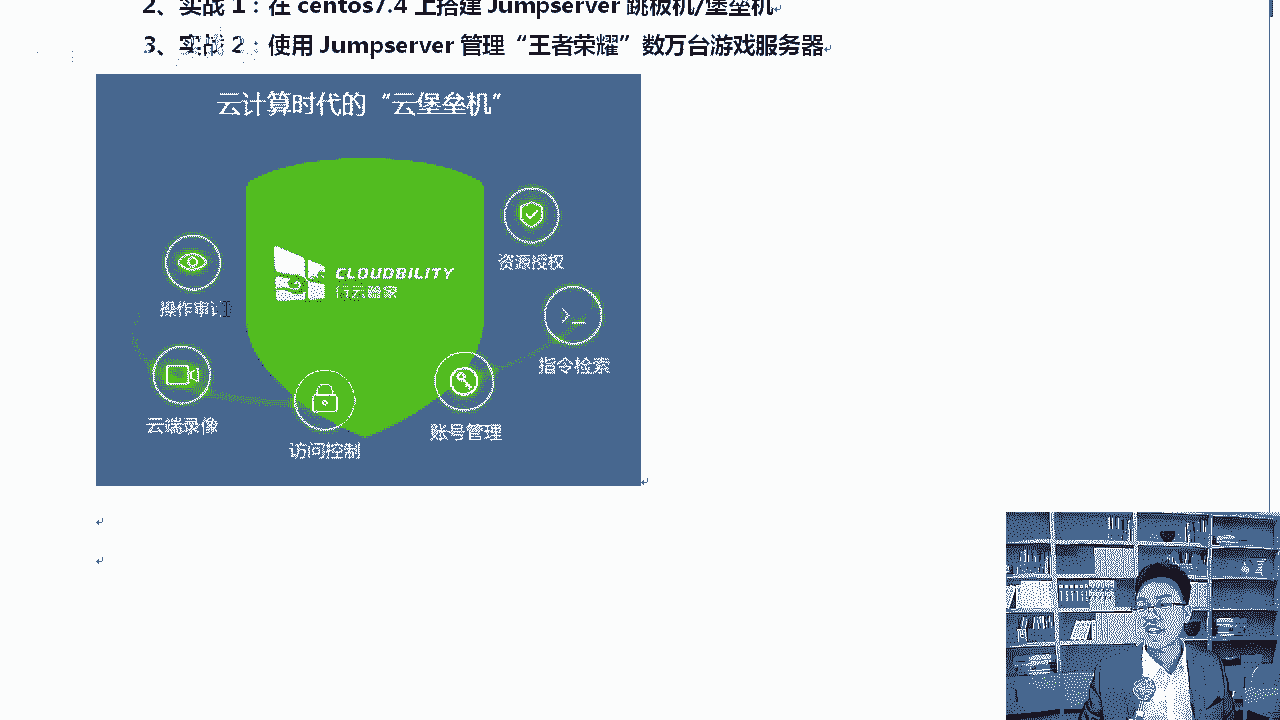 2、实战 1：在 centos7.4 上搭建 Jumpserver 跳板机/堡垒机
3、实战 2：使用 Jumpserver 管理“王者荣耀”数万台游戏服务器
云计算时代的“云堡垒机”
CLOUDBILITY
行云管家
资源授权
操作审计
指令检索
云端录像
账号管理
访问控制